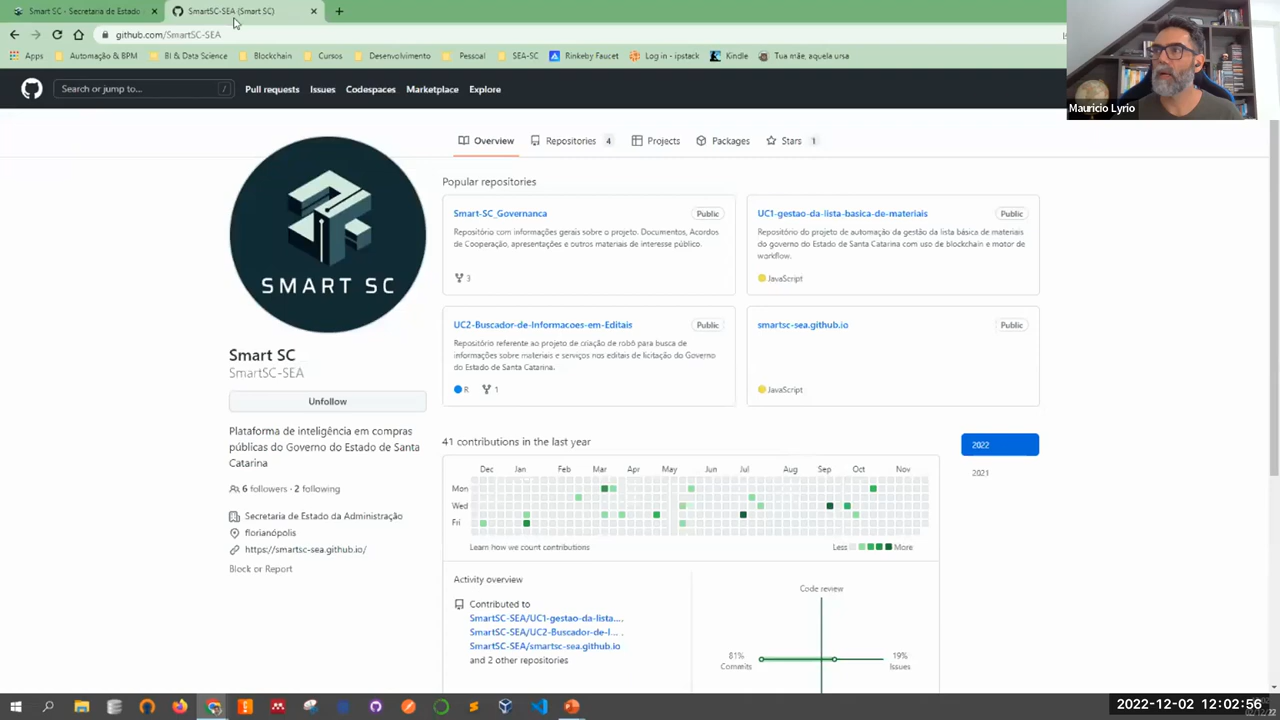 Smart SC - Secretaria de Estado
SmartSC-SEA (Smart SC)
github.com/SmartSC-SEA
Apps
Automação & BPM
BI & Data Science
Blockchain
Cursos
Desenvolvimento
Pessoal
SEA-SC
Rinkeby Faucet
Log in - ipstack
Kindle
Tua mãe, aquela ursa
Mauricio Lyrio
Search or jump to...
/
Pull requests
Issues
Codespaces
Marketplace
Explore
Overview
Repositories 4
Projects
Packages
Stars 1
SMART SC
Smart SC
SmartSC-SEA
Unfollow
Plataforma de inteligência em compras
públicas do Governo do Estado de Santa
Catarina
6 followers · 2 following
Secretaria de Estado da Administração
florianópolis
https://smartsc-sea.github.io/
Block or Report
Popular repositories
Smart-SC_Governanca
Public
Repositório com informações gerais sobre o projeto. Documentos, Acordos
de Cooperação, apresentações e outros materiais de interesse público.
3
UC1-gestao-da-lista-basica-de-materiais
Public
Repositório do projeto de automação da gestão da lista básica de materiais
do governo do Estado de Santa Catarina com uso de blockchain e motor de
workflow.
JavaScript
UC2-Buscador-de-Informacoes-em-Editais
Public
Repositório referente ao projeto de criação de robô para busca de
informações sobre materiais e serviços nos editais de licitação do Governo
do Estado de Santa Catarina.
R
1
smartsc-sea.github.io
Public
JavaScript
41 contributions in the last year
2022
2021
Dec Jan Feb Mar Apr May Jun Jul Aug Sep Oct Nov
Mon
Wed
Fri
Learn how we count contributions
Less
More
Activity overview
Contributed to
SmartSC-SEA/UC1-gestao-da-lista...,
SmartSC-SEA/UC2-Buscador-de-I... ,
SmartSC-SEA/smartsc-sea.github.io
and 2 other repositories
Code review
81%
Commits
19%
Issues
2022-12-02 12:02:56